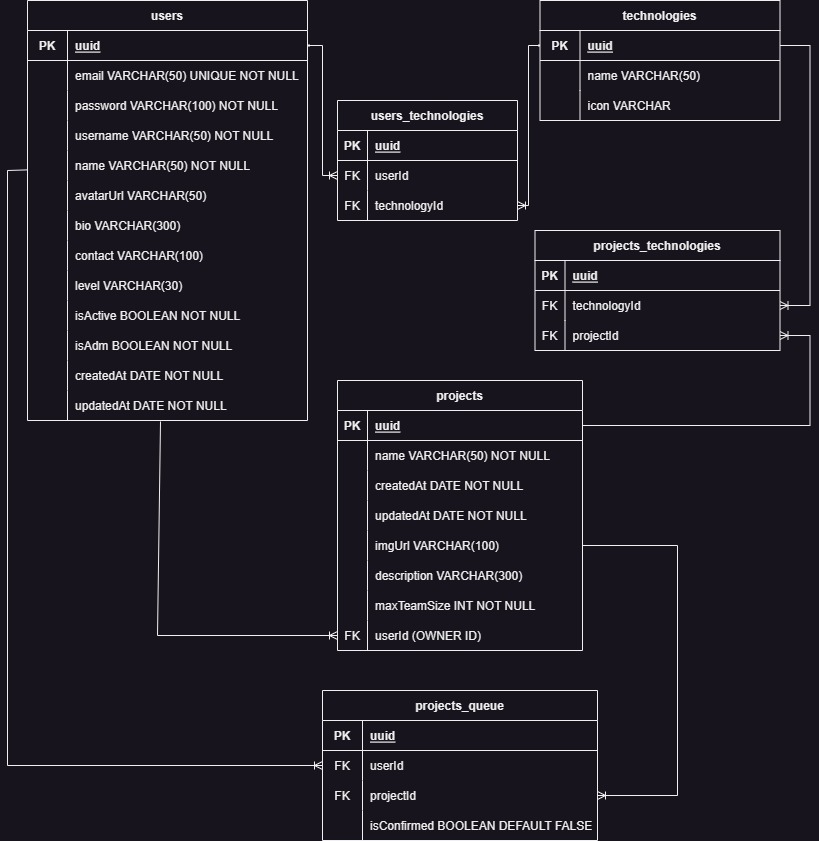 users
PK uuid
email VARCHAR(50) UNIQUE NOT NULL
password VARCHAR(100) NOT NULL
username VARCHAR(50) NOT NULL
name VARCHAR(50) NOT NULL
avatarUrl VARCHAR(50)
bio VARCHAR(300)
contact VARCHAR(100)
level VARCHAR(30)
isActive BOOLEAN NOT NULL
isAdm BOOLEAN NOT NULL
createdAt DATE NOT NULL
updatedAt DATE NOT NULL
technologies
PK uuid
name VARCHAR(50)
icon VARCHAR
users_technologies
PK uuid
FK userId
FK technologyId
projects_technologies
PK uuid
FK technologyId
FK projectId
projects
PK uuid
name VARCHAR(50) NOT NULL
createdAt DATE NOT NULL
updatedAt DATE NOT NULL
imgUrl VARCHAR(100)
description VARCHAR(300)
maxTeamSize INT NOT NULL
FK userId (OWNER ID)
projects_queue
PK uuid
FK userId
FK projectId
isConfirmed BOOLEAN DEFAULT FALSE